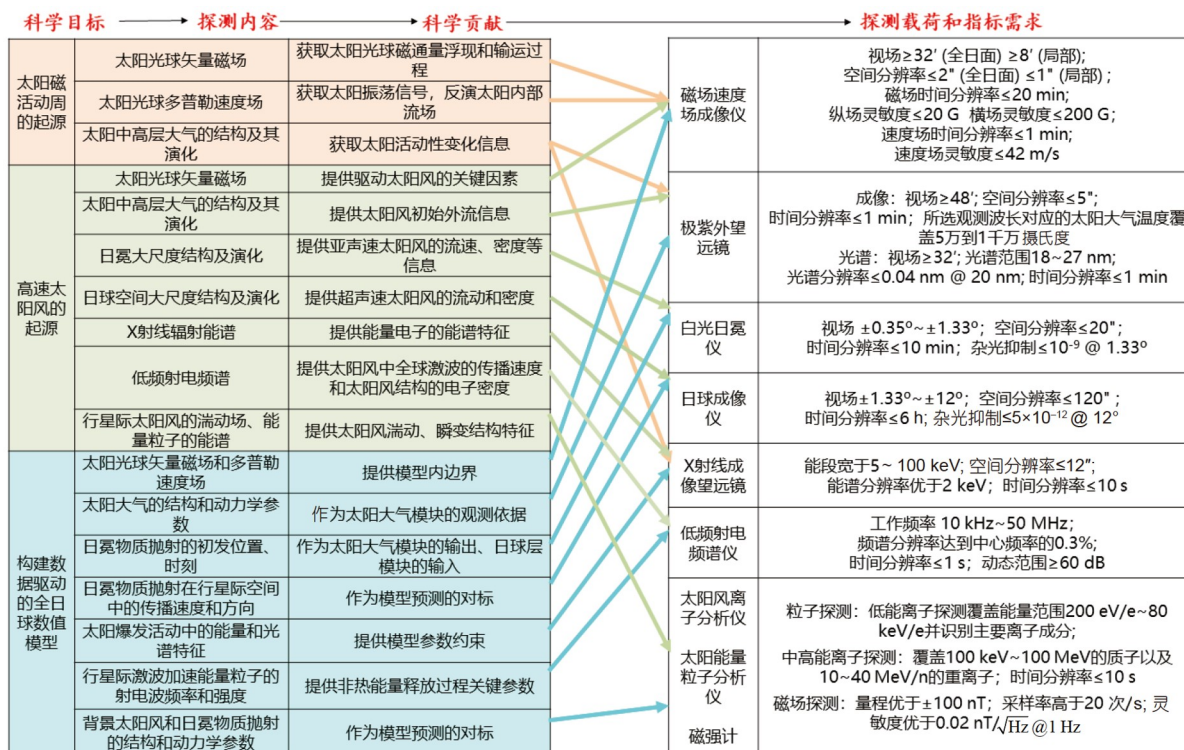 科学目标
探测内容
科学贡献
探测载荷和指标需求
太阳磁
活动周
的起源
太阳光球矢量磁场
获取太阳光球磁通量浮现和输运过
程
太阳光球多普勒速度场
获取太阳振荡信号，反演太阳内部
流场
太阳中高层大气的结构及其
演化
获取太阳活动性变化信息
高速太
阳风的
起源
太阳光球矢量磁场
提供驱动太阳风的关键因素
太阳中高层大气的结构及其
演化
提供太阳风初始外流信息
日冕大尺度结构及演化
提供亚声速太阳风的流速、密度等
信息
日球空间大尺度结构及演化
提供超声速太阳风的流动和密度
X射线辐射能谱
提供能量电子的能谱特征
低频射电频谱
提供太阳风中全球激波的传播速度
和太阳风结构的电子密度
行星际太阳风的湍动场、能
量粒子的能谱
提供太阳风湍动、瞬变结构特征
构建数
据驱动
的全日
球数值
模型
太阳光球矢量磁场和多普勒
速度场
提供模型内边界
太阳大气的结构和动力学参
数
作为太阳大气模块的观测依据
日冕物质抛射的初发位置、
时刻
作为太阳大气模块的输出、日球层
模块的输入
日冕物质抛射在行星际空间
中的传播速度和方向
作为模型预测的对标
太阳爆发活动中的能量和光
谱特征
提供模型参数约束
行星际激波加速能量粒子的
射电波频率和强度
提供非热能量释放过程关键参数
背景太阳风和日冕物质抛射
的结构和动力学参数
作为模型预测的对标
磁场速度
场成像仪
视场≥32′ (全日面) ≥8′ (局部);
空间分辨率≤2" (全日面) ≤1" (局部) ;
磁场时间分辨率≤20 min;
纵场灵敏度≤20 G 横场灵敏度≤200 G;
速度场时间分辨率≤1 min;
速度场灵敏度≤42 m/s
极紫外望
远镜
成像：视场≥48′; 空间分辨率≤5";
时间分辨率≤1 min；所选观测波长对应的太阳大气温度覆
盖5万到1千万摄氏度
光谱：视场≥32′; 光谱范围18~27 nm;
光谱分辨率≤0.04 nm @ 20 nm; 时间分辨率≤1 min
白光日冕
仪
视场 ±0.35º~±1.33º；空间分辨率≤20";
时间分辨率≤10 min；杂光抑制≤10⁻⁹ @ 1.33º
日球成像
仪
视场±1.33º~±12º；空间分辨率≤120" ;
时间分辨率≤6 h; 杂光抑制≤5×10⁻¹² @ 12°
X射线成
像望远镜
能段宽于5 ~ 100 keV; 空间分辨率≤12″;
能谱分辨率优于2 keV；时间分辨率≤10 s
低频射电
频谱仪
工作频率 10 kHz~50 MHz；
频谱分辨率达到中心频率的0.3%;
时间分辨率≤1 s；动态范围≥60 dB
太阳风离
子分析仪
太阳能量
粒子分析
仪
磁强计
粒子探测：低能离子探测覆盖能量范围200 eV/e~80
keV/e并识别主要离子成分;
中高能离子探测：覆盖100 keV~100 MeV的质子以及
10~40 MeV/n的重离子；时间分辨率≤10 s
磁场探测：量程优于±100 nT；采样率高于20 次/s; 灵
敏度优于0.02 nT/√Hz @1 Hz